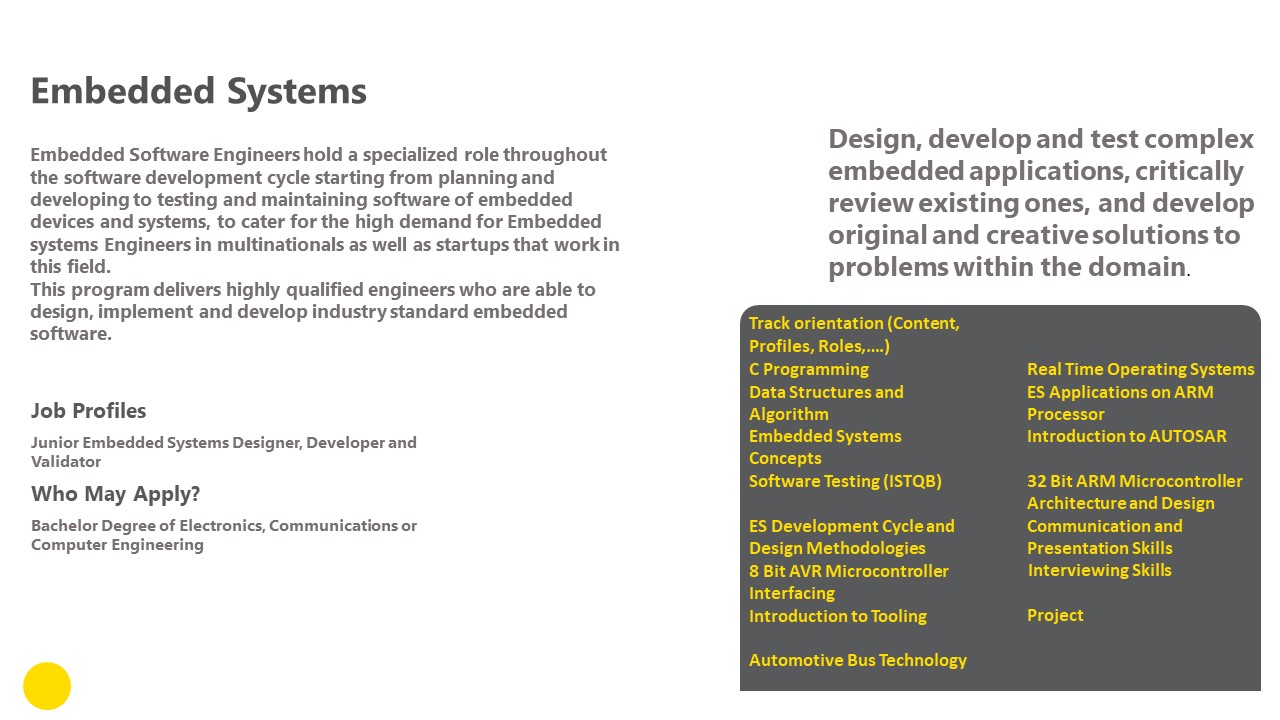 Embedded Systems
Embedded Software Engineers hold a specialized role throughout
the software development cycle starting from planning and
developing to testing and maintaining software of embedded
devices and systems, to cater for the high demand for Embedded
systems Engineers in multinationals as well as startups that work in
this field.
This program delivers highly qualified engineers who are able to
design, implement and develop industry standard embedded
software.
Job Profiles
Junior Embedded Systems Designer, Developer and
Validator
Who May Apply?
Bachelor Degree of Electronics, Communications or
Computer Engineering
Design, develop and test complex
embedded applications, critically
review existing ones, and develop
original and creative solutions to
problems within the domain.
Track orientation (Content,
Profiles, Roles,....)
C Programming
Data Structures and
Algorithm
Embedded Systems
Concepts
Software Testing (ISTQB)
ES Development Cycle and
Design Methodologies
8 Bit AVR Microcontroller
Interfacing
Introduction to Tooling
Automotive Bus Technology
Real Time Operating Systems
ES Applications on ARM
Processor
Introduction to AUTOSAR
32 Bit ARM Microcontroller
Architecture and Design
Communication and
Presentation Skills
Interviewing Skills
Project